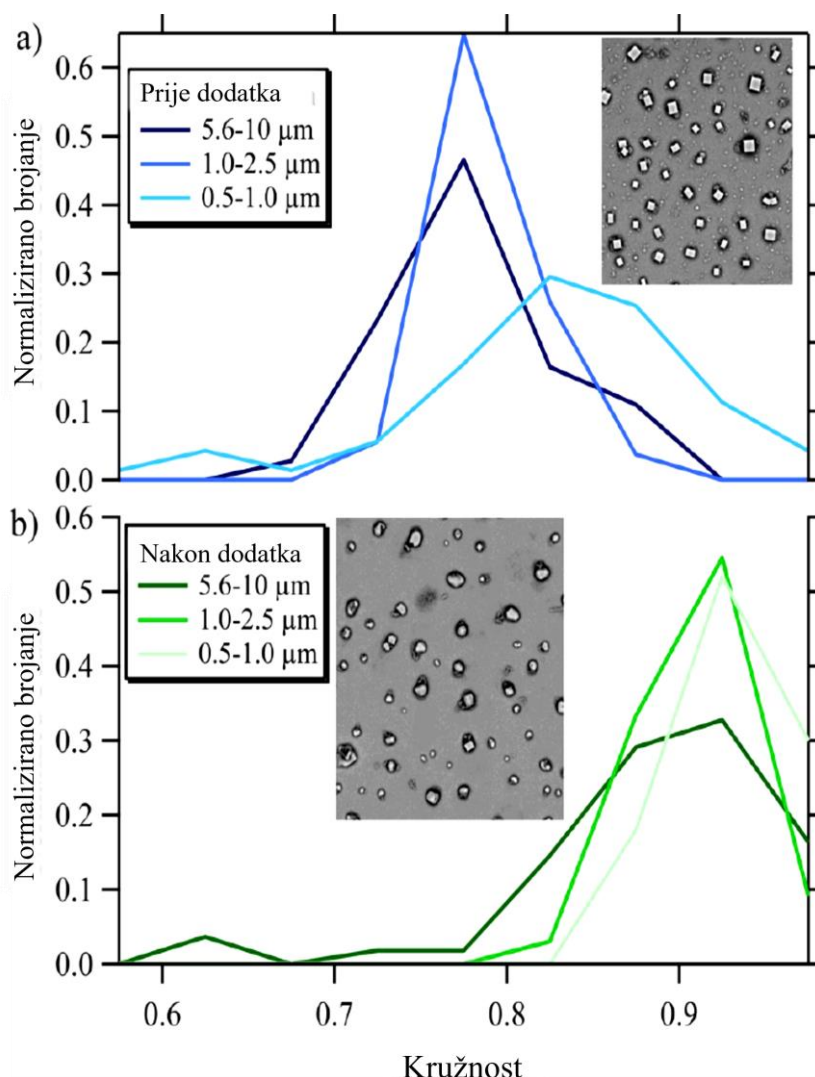 a)
Normalizirano brojanje
0.6
0.5
0.4
0.3
0.2
0.1
0.0
Prije dodatka
5.6-10 µm
1.0-2.5 µm
0.5-1.0 µm
b)
Normalizirano brojanje
0.6
0.5
0.4
0.3
0.2
0.1
0.0
Nakon dodatka
5.6-10 µm
1.0-2.5 µm
0.5-1.0 µm
0.6 0.7 0.8 0.9
Kružnost